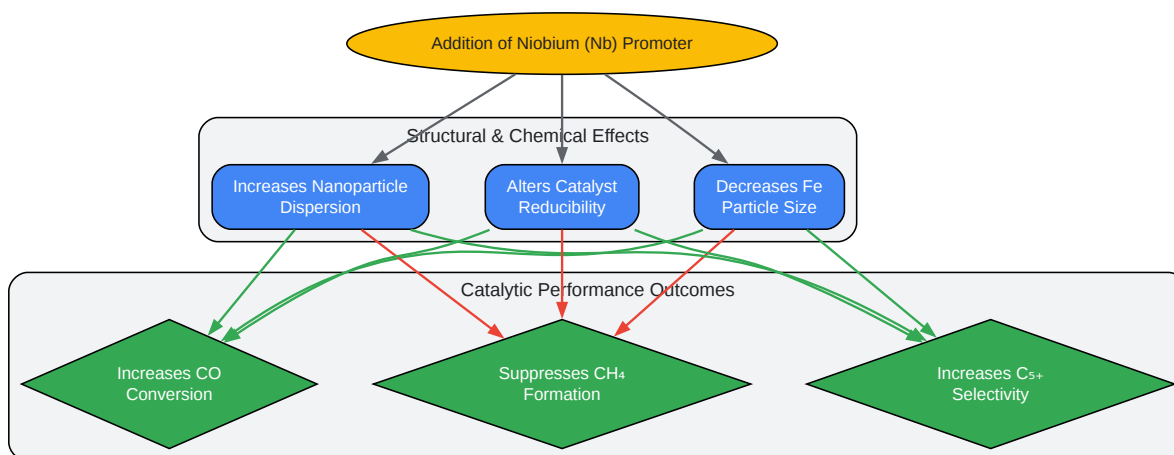 Addition of Niobium (Nb) Promoter
Structural & Chemical Effects
Increases Nanoparticle
Dispersion
Alters Catalyst
Reducibility
Decreases Fe
Particle Size
Catalytic Performance Outcomes
Increases CO
Conversion
Suppresses CH₄
Formation
Increases C₅₊
Selectivity